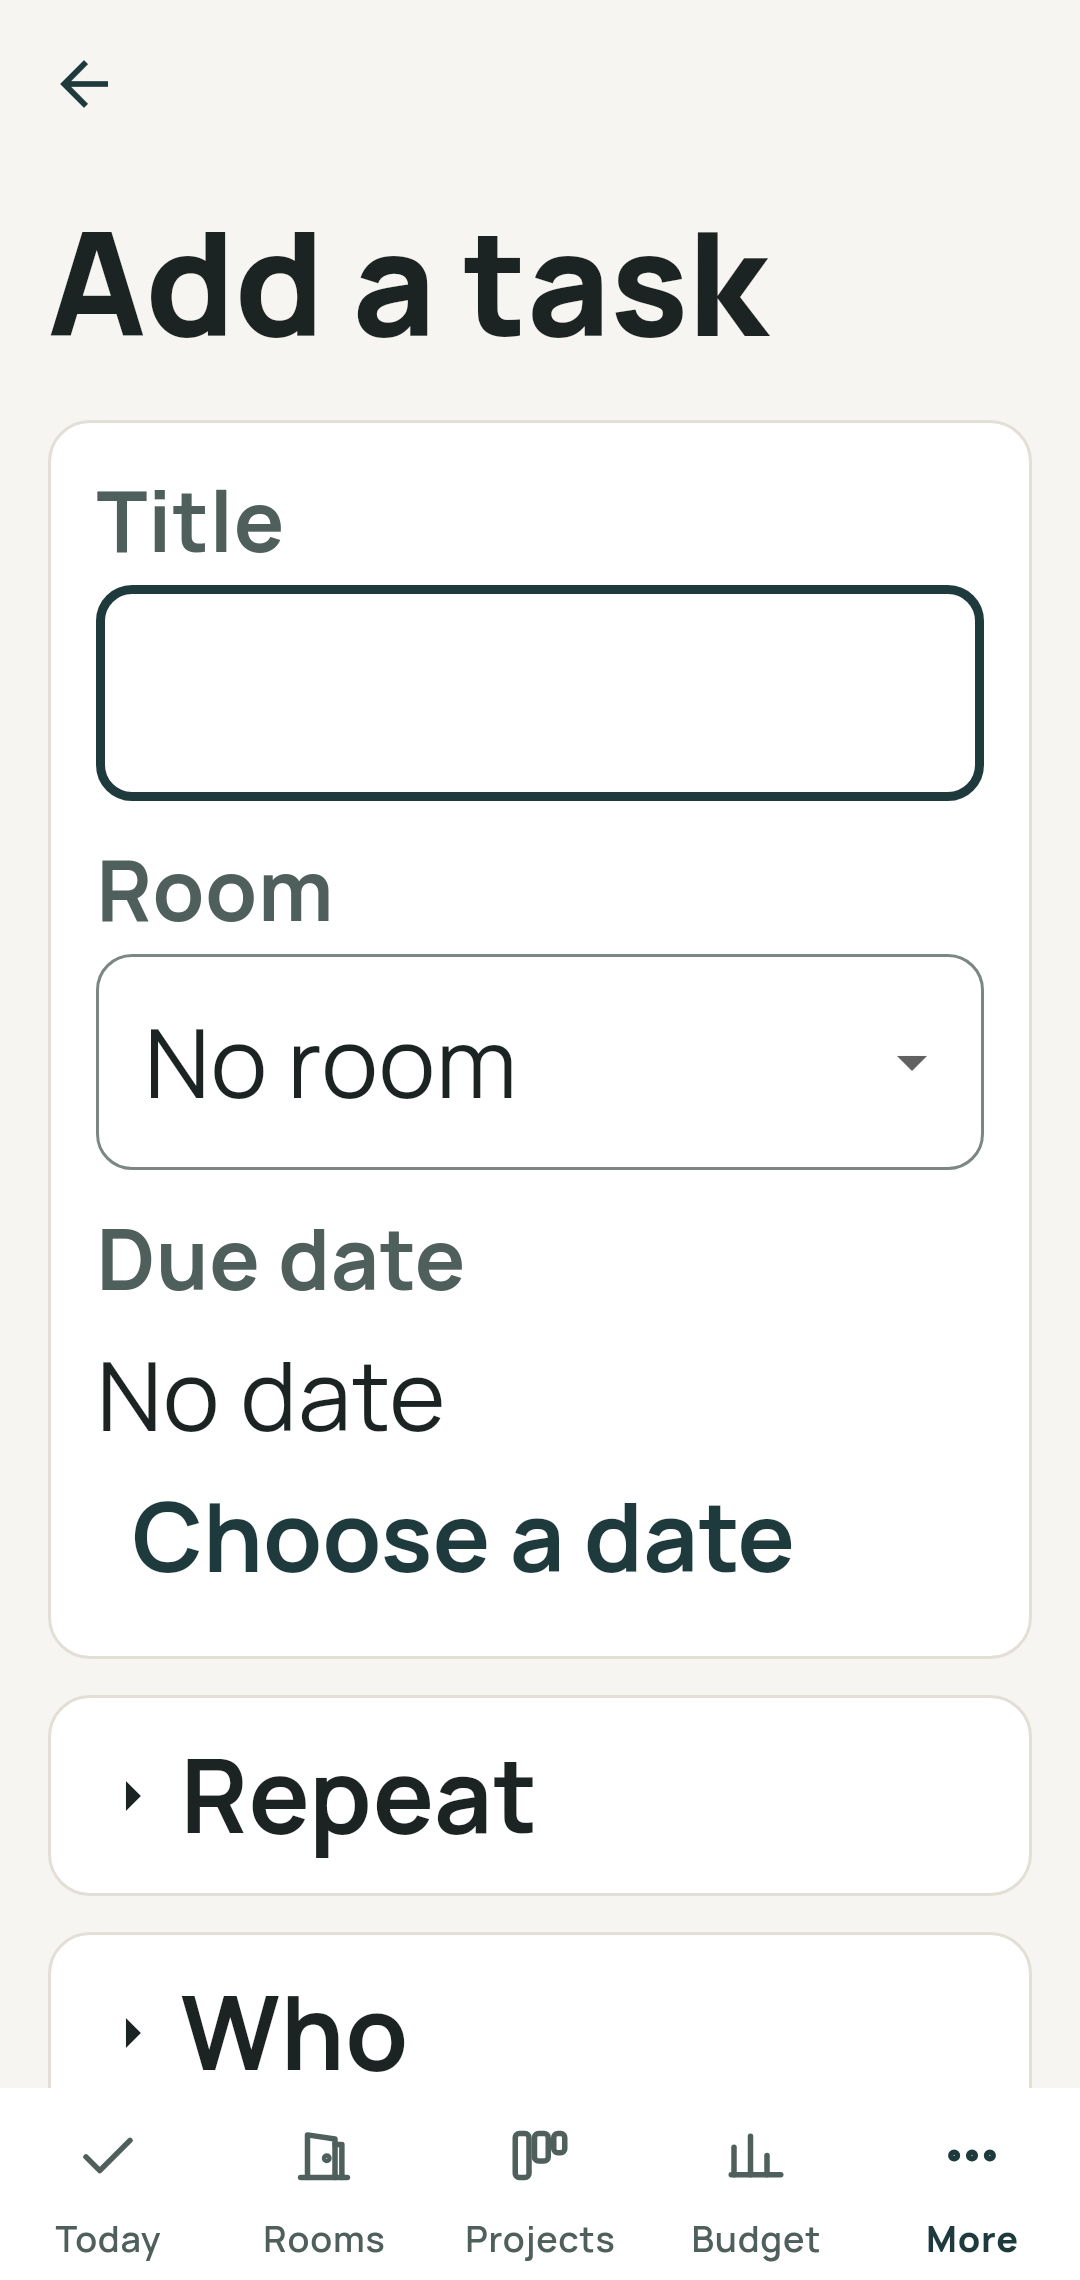 Add a task
Title
Room
No room
Due date
No date
Choose a date
Repeat
Who
Today
Rooms
Projects
Budget
More